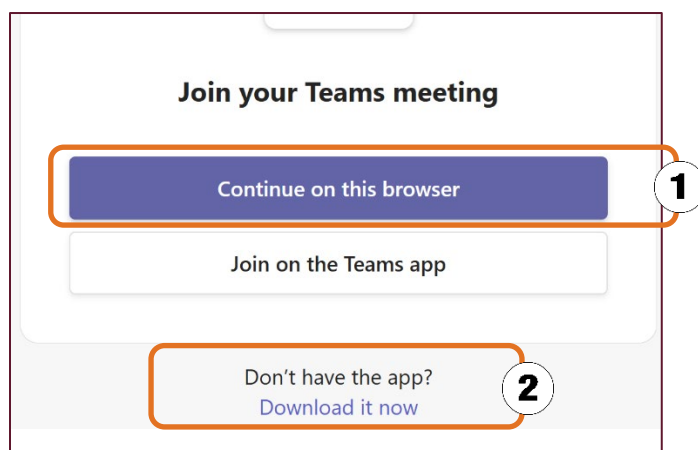 Join your Teams meeting
Continue on this browser
1
Join on the Teams app
Don’t have the app?
2
Download it now